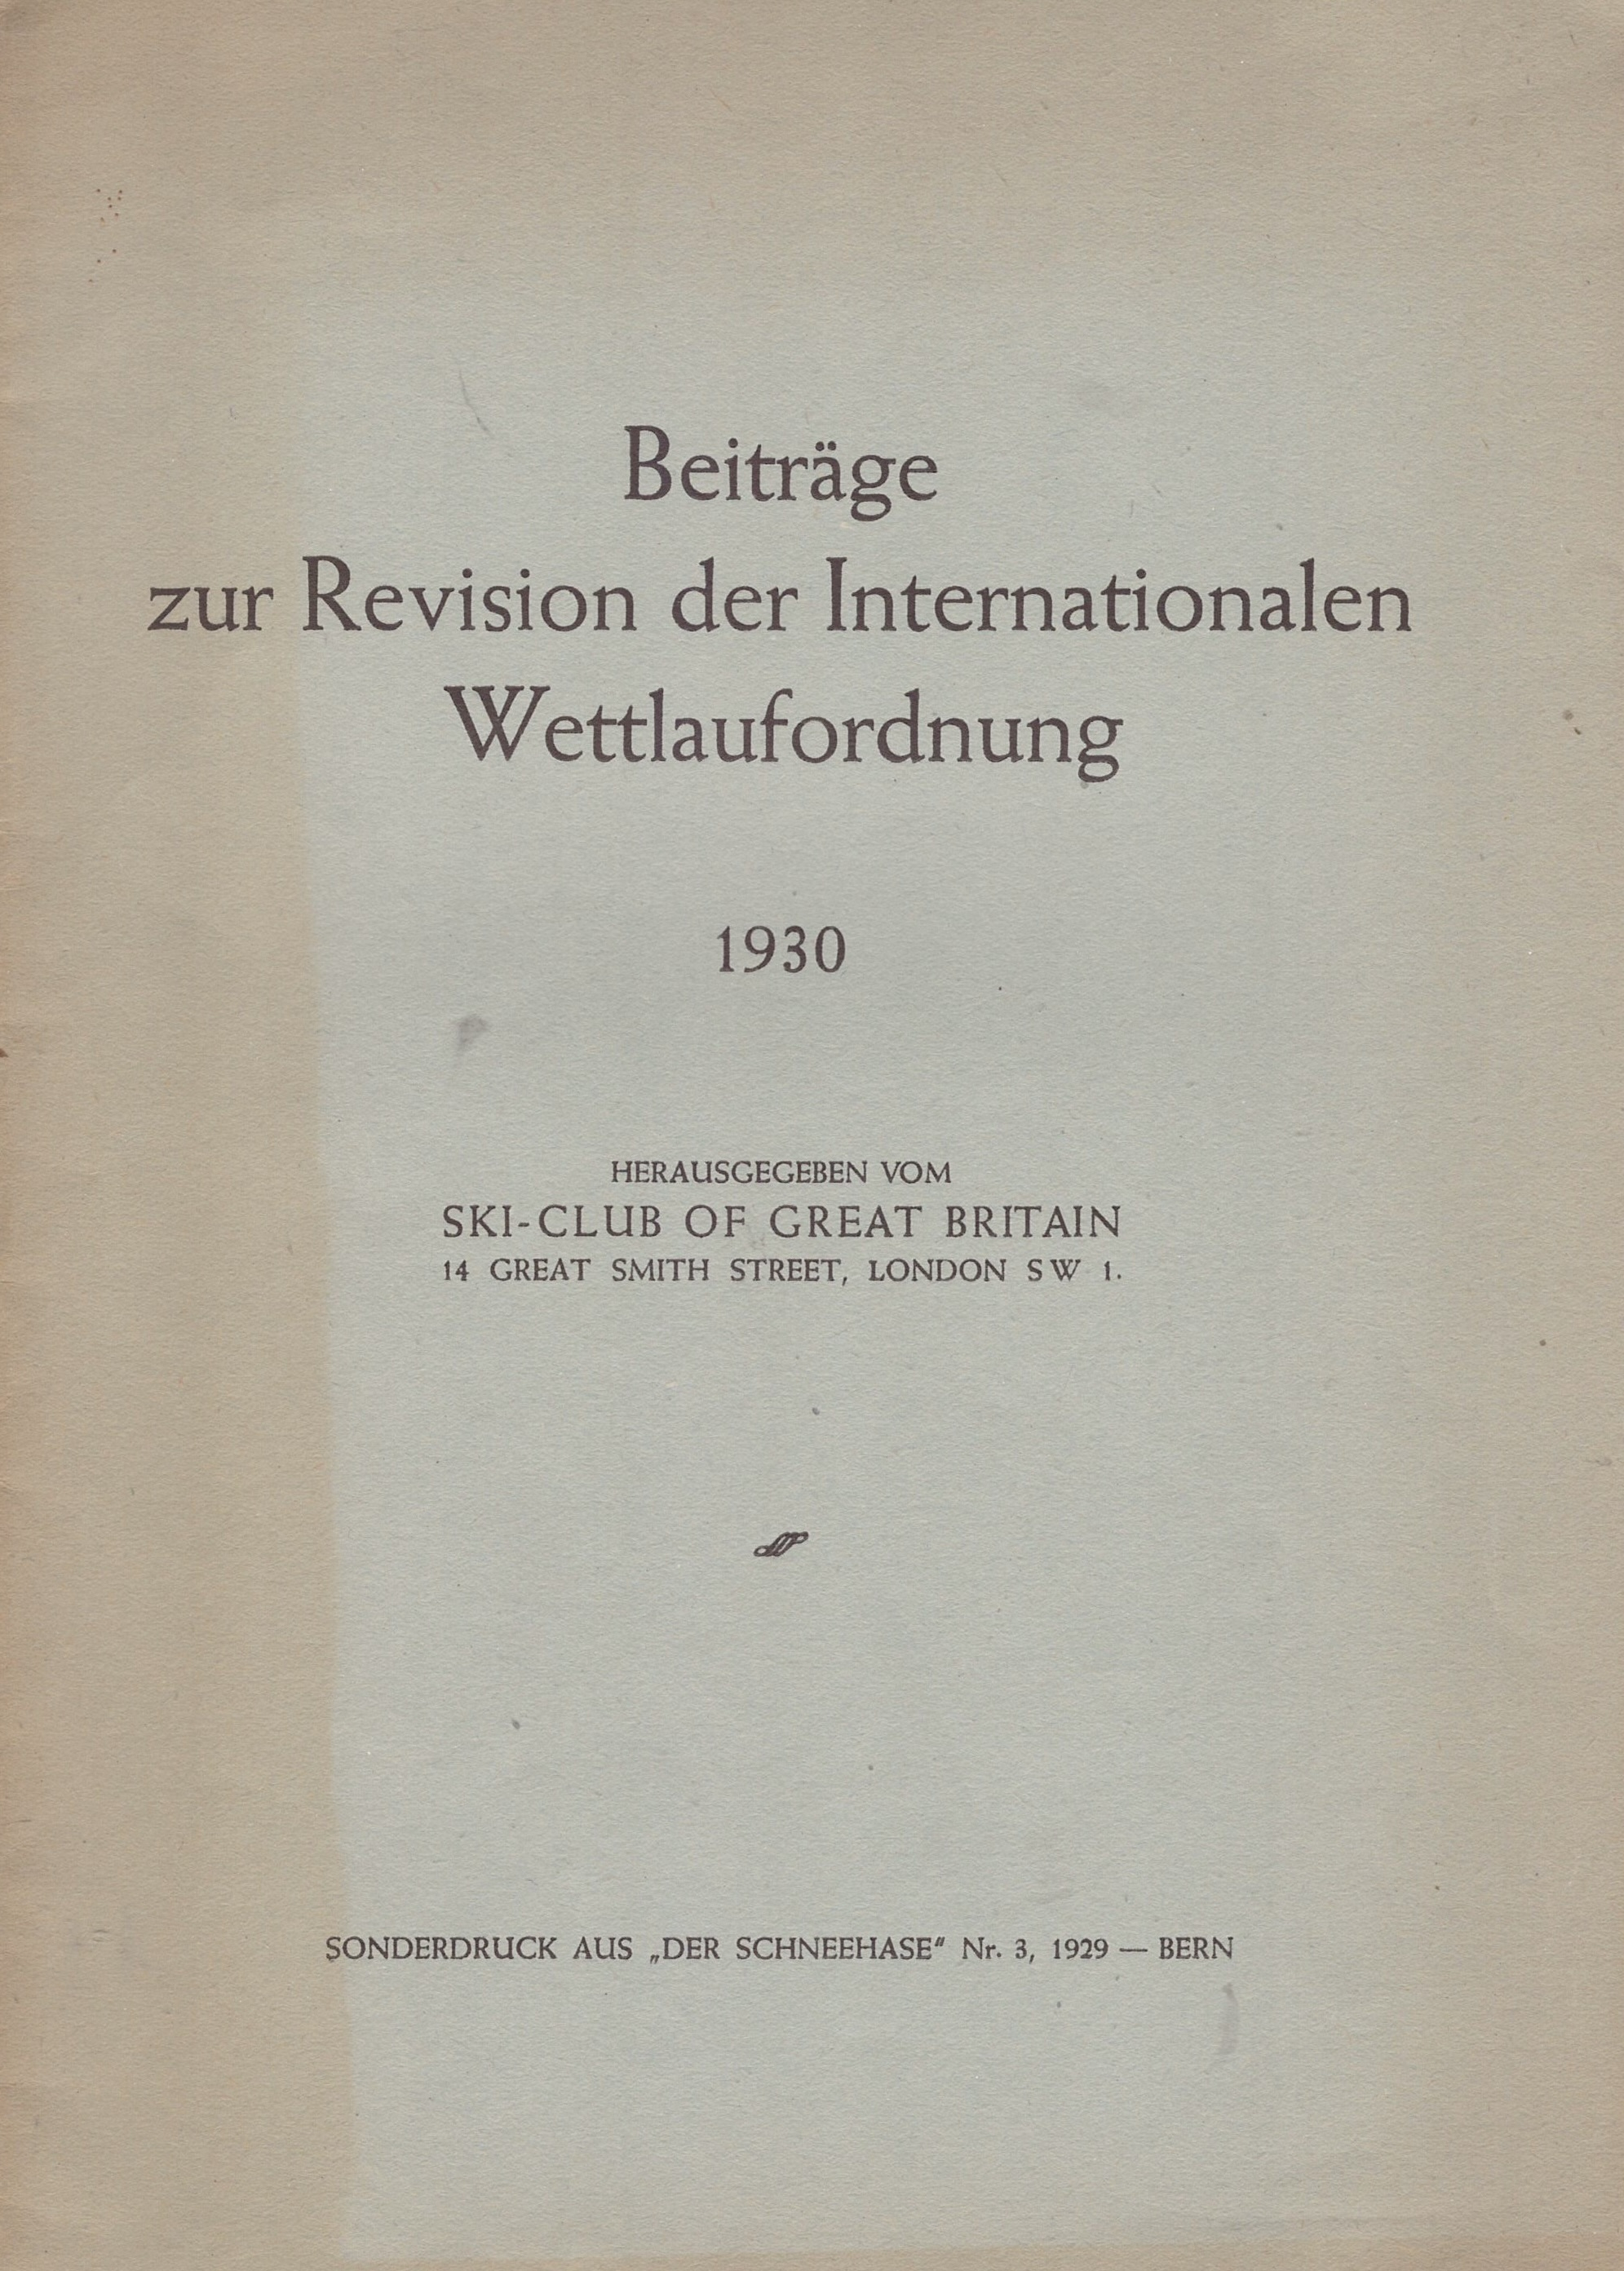 Beiträge
zur Revision der Internationalen
Wettlaufordnung
1930
HERAUSGEGEBEN VOM
SKI-CLUB OF GREAT BRITAIN
14 GREAT SMITH STREET, LONDON SW 1.
SONDERDRUCK AUS „DER SCHNEEHASE" Nr. 3, 1929 — BERN